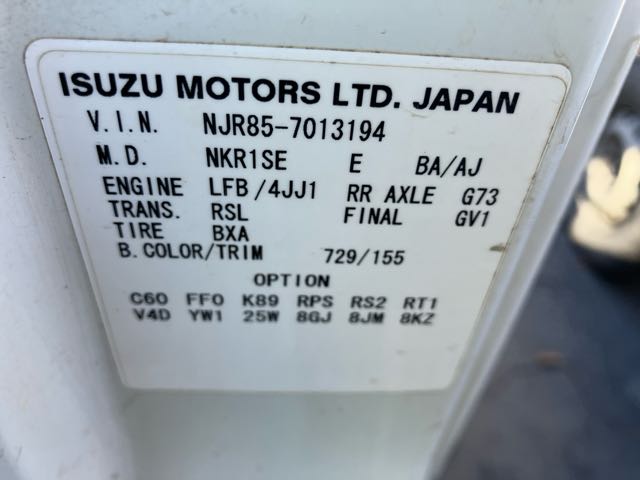 ISUZU MOTORS LTD. JAPAN
V.I.N. NJR85-7013194
M.D. NKR1SE E BA/AJ
ENGINE LFB/4JJ1 RR AXLE G73
TRANS. RSL FINAL GV1
TIRE BXA
B.COLOR/TRIM 729/155
OPTION
C60 FF0 K89 RPS RS2 RT1
V4D YW1 25W 8GJ 8JM 8KZ